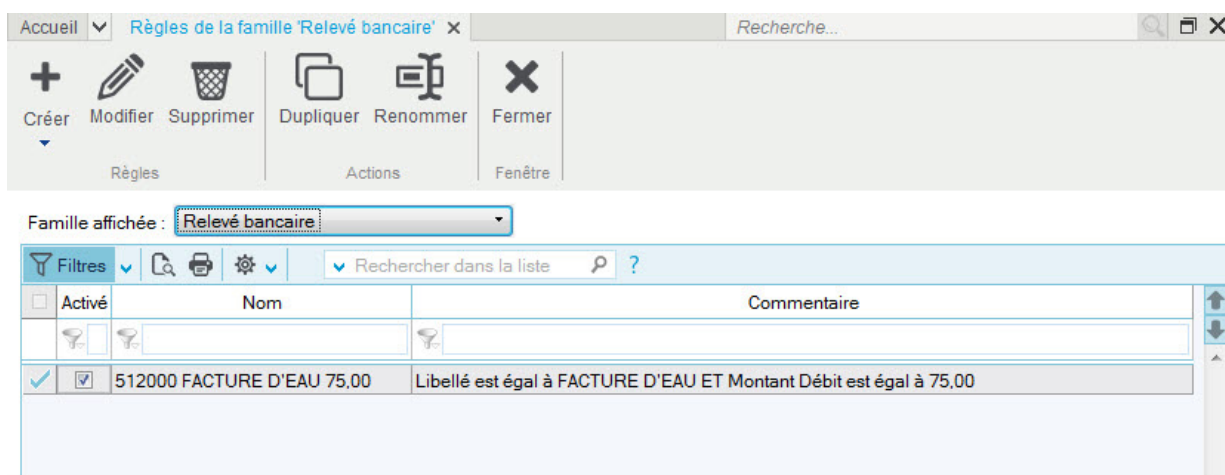 Accueil Règles de la famille 'Relevé bancaire' Recherche...
Créer Modifier Supprimer Dupliquer Renommer Fermer
Règles Actions Fenêtre
Famille affichée : Relevé bancaire
Filtres Rechercher dans la liste ?
Activé Nom Commentaire
512000 FACTURE D'EAU 75,00 Libellé est égal à FACTURE D'EAU ET Montant Débit est égal à 75,00